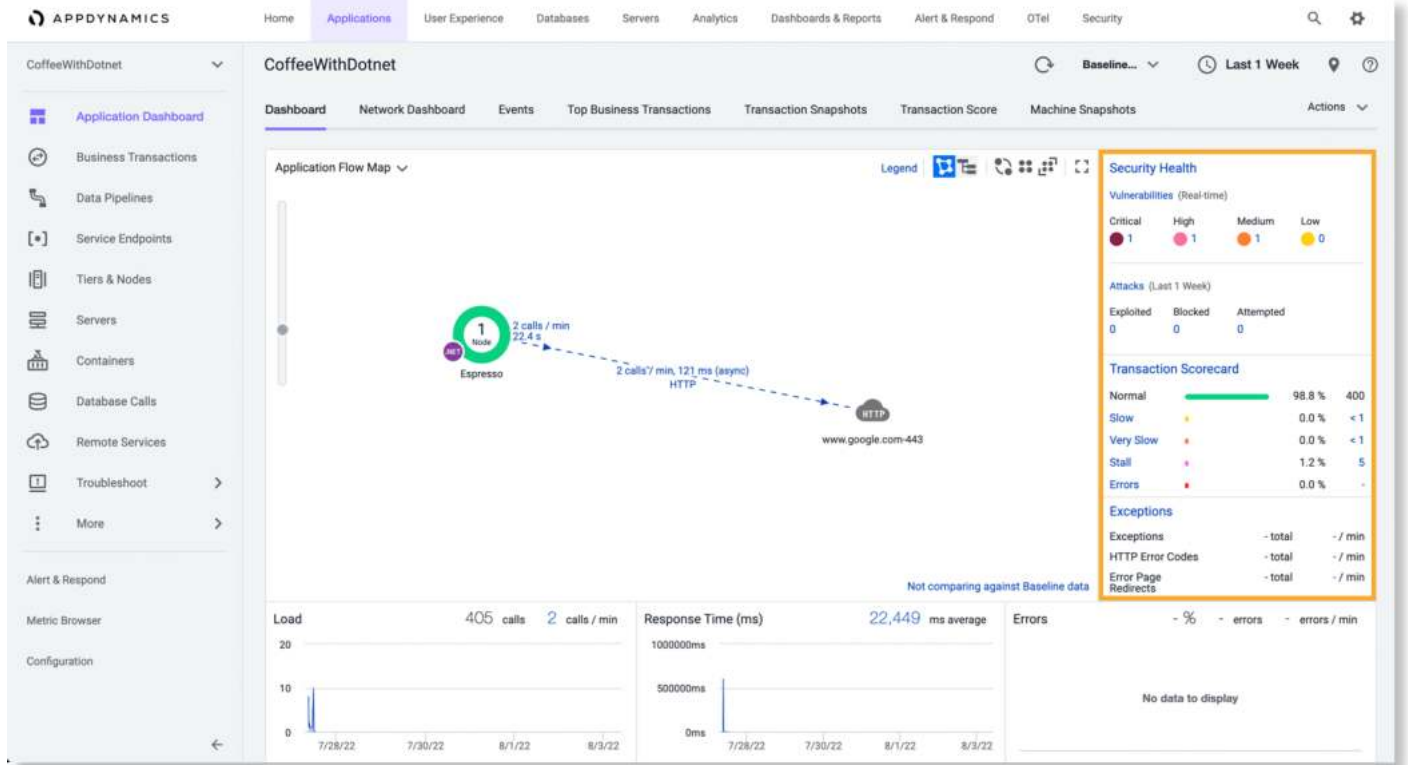 APPDYNAMICS
Home Applications User Experience Databases Servers Analytics Dashboards & Reports Alert & Respond OTel Security
CoffeeWithDotnet
Application Dashboard
Business Transactions
Data Pipelines
Service Endpoints
Tiers & Nodes
Servers
Containers
Database Calls
Remote Services
Troubleshoot
More
Alert & Respond
Metric Browser
Configuration
CoffeeWithDotnet
Baseline... Last 1 Week
Dashboard Network Dashboard Events Top Business Transactions Transaction Snapshots Transaction Score Machine Snapshots Actions
Application Flow Map Legend
1
Node
.NET
Espresso
2 calls / min
22.4 s
2 calls*/ min, 121 ms (async)
HTTP
HTTP
www.google.com-443
Not comparing against Baseline data
Security Health
Vulnerabilities (Real-time)
Critical High Medium Low
1 1 1 0
Attacks (Last 1 Week)
Exploited Blocked Attempted
0 0 0
Transaction Scorecard
Normal 98.8 % 400
Slow 0.0 % < 1
Very Slow 0.0 % < 1
Stall 1.2 % 5
Errors 0.0 % -
Exceptions
Exceptions - total - / min
HTTP Error Codes - total - / min
Error Page
Redirects - total - / min
Load 405 calls 2 calls / min
20
10
0
7/28/22 7/30/22 8/1/22 8/3/22
Response Time (ms) 22,449 ms average
1000000ms
500000ms
0ms
7/28/22 7/30/22 8/1/22 8/3/22
Errors - % - errors - errors / min
No data to display